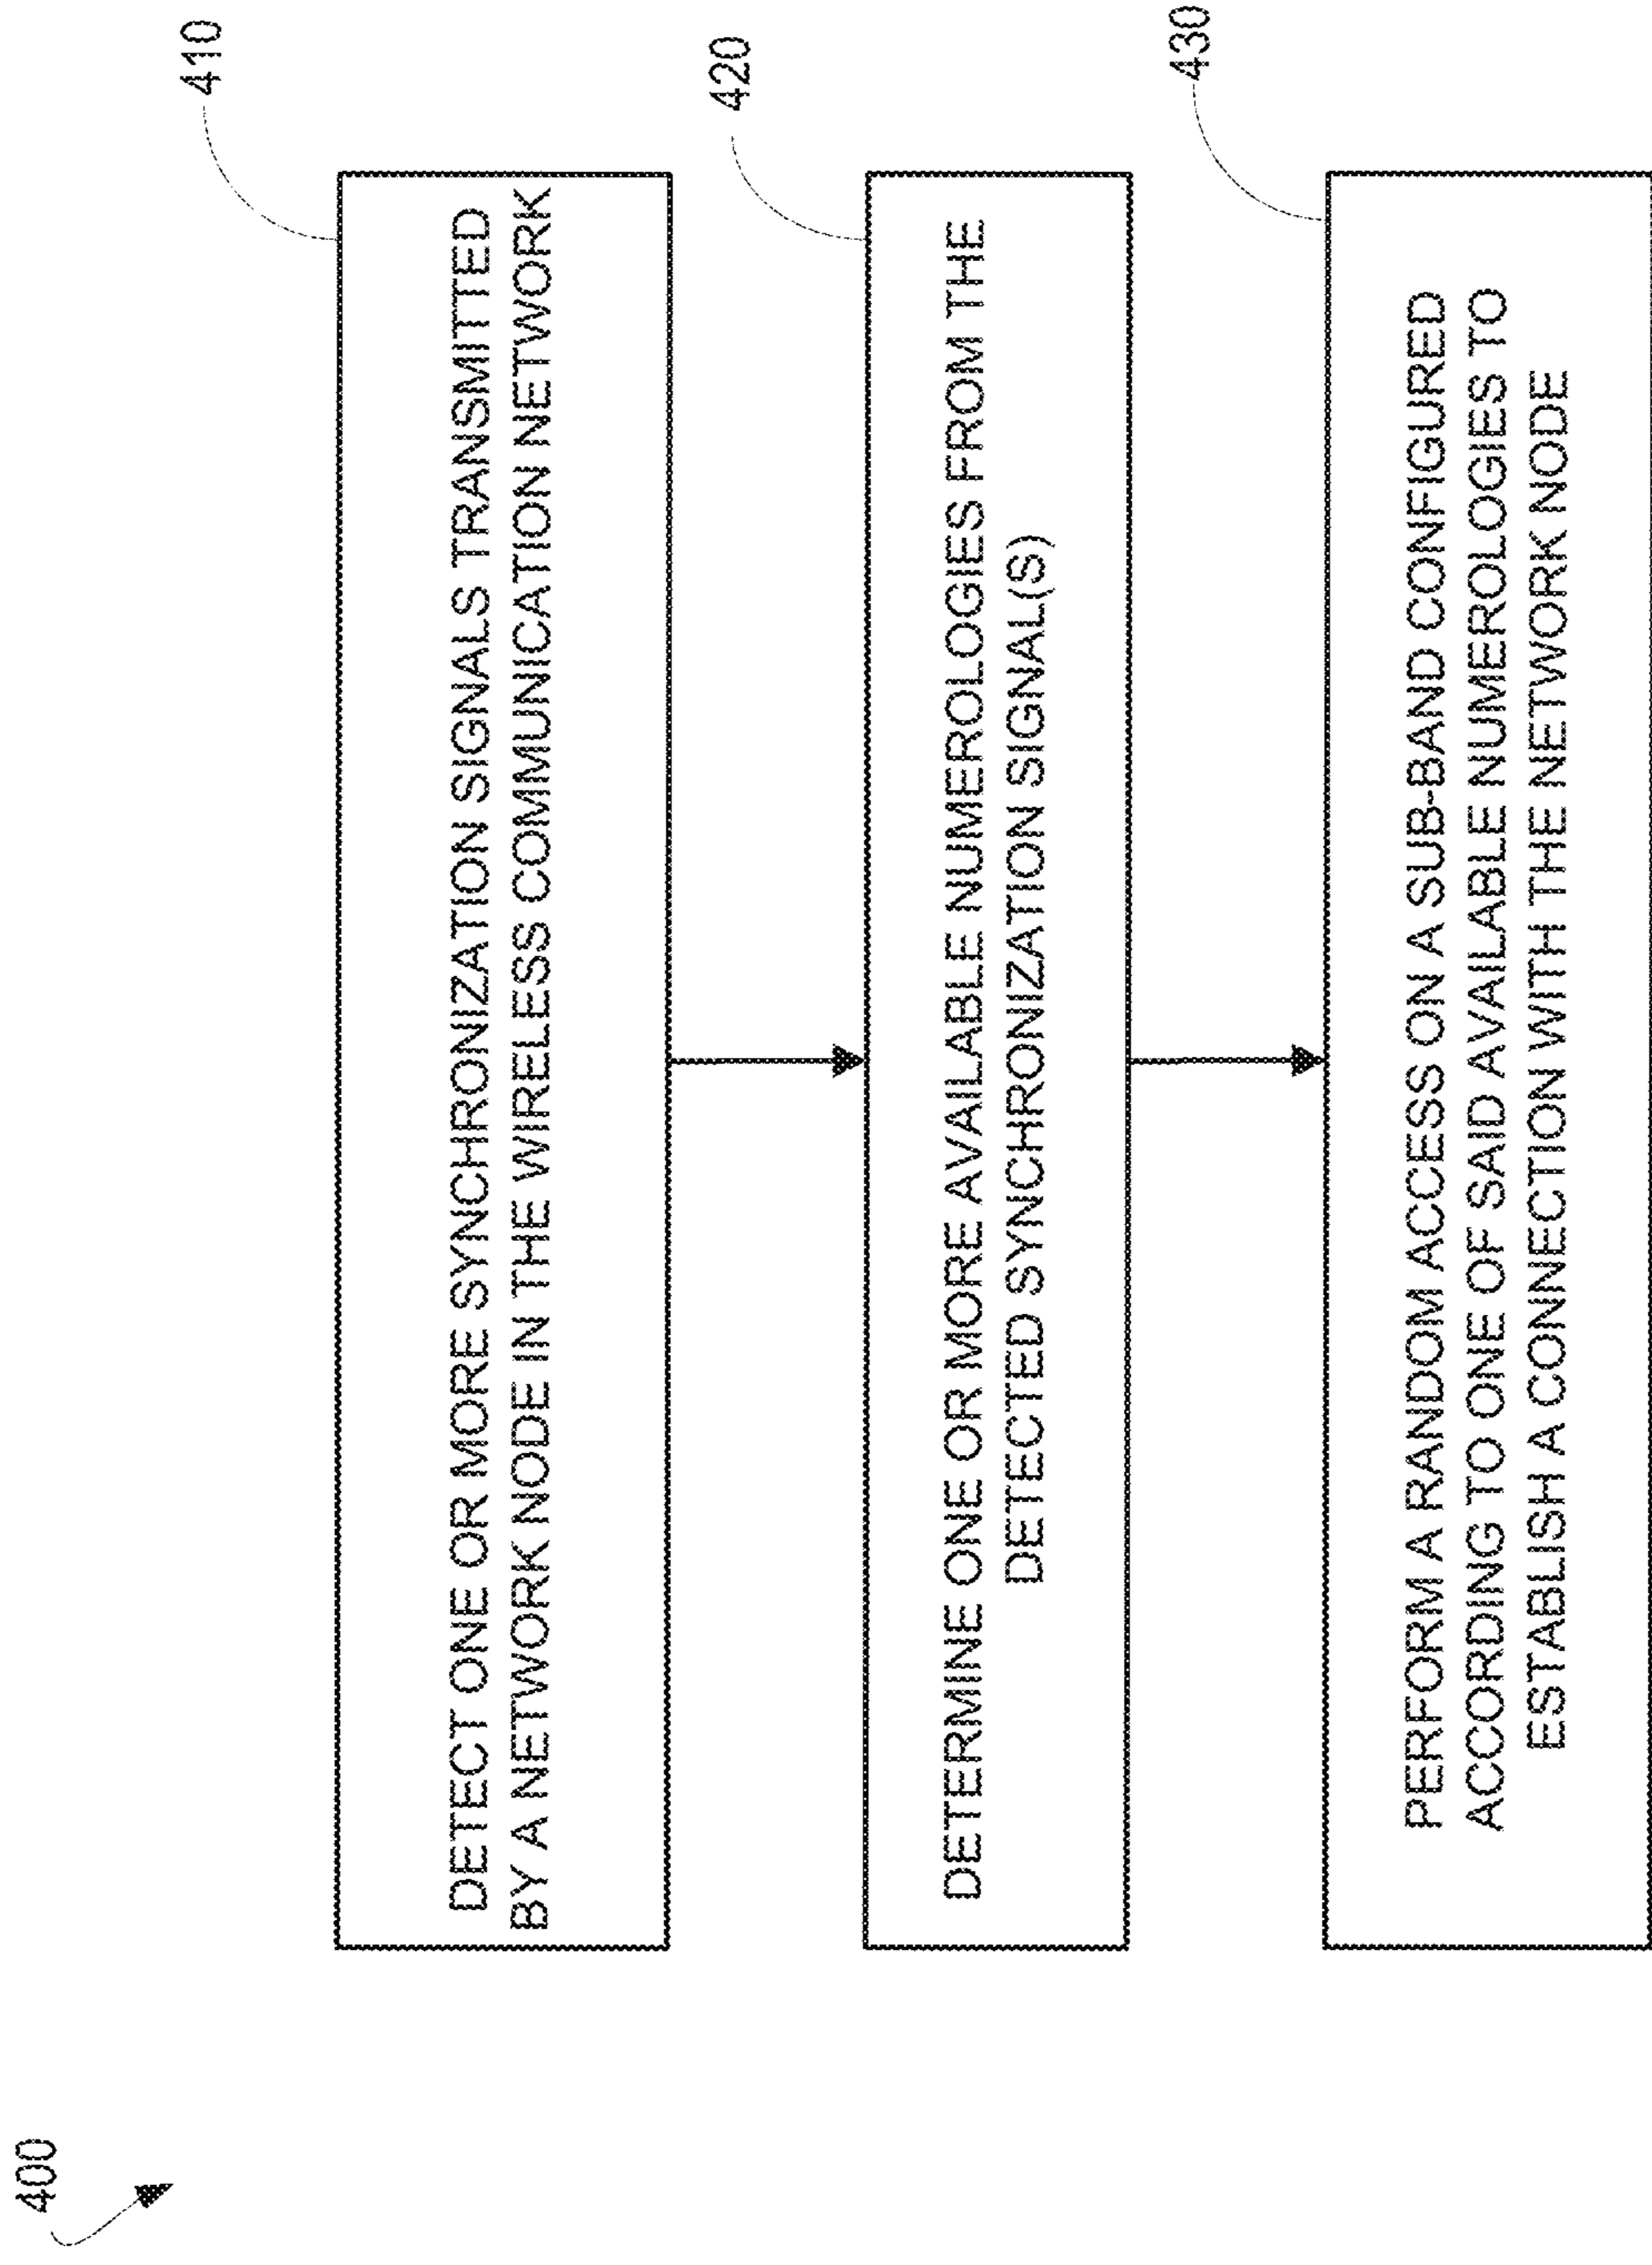 400
410
DETECT ONE OR MORE SYNCHRONIZATION SIGNALS TRANSMITTED
BY A NETWORK NODE IN THE WIRELESS COMMUNICATION NETWORK
420
DETERMINE ONE OR MORE AVAILABLE NUMEROLOGIES FROM THE
DETECTED SYNCHRONIZATION SIGNAL(S)
430
PERFORM A RANDOM ACCESS ON A SUB-BAND CONFIGURED
ACCORDING TO ONE OF SAID AVAILABLE NUMEROLOGIES TO
ESTABLISH A CONNECTION WITH THE NETWORK NODE